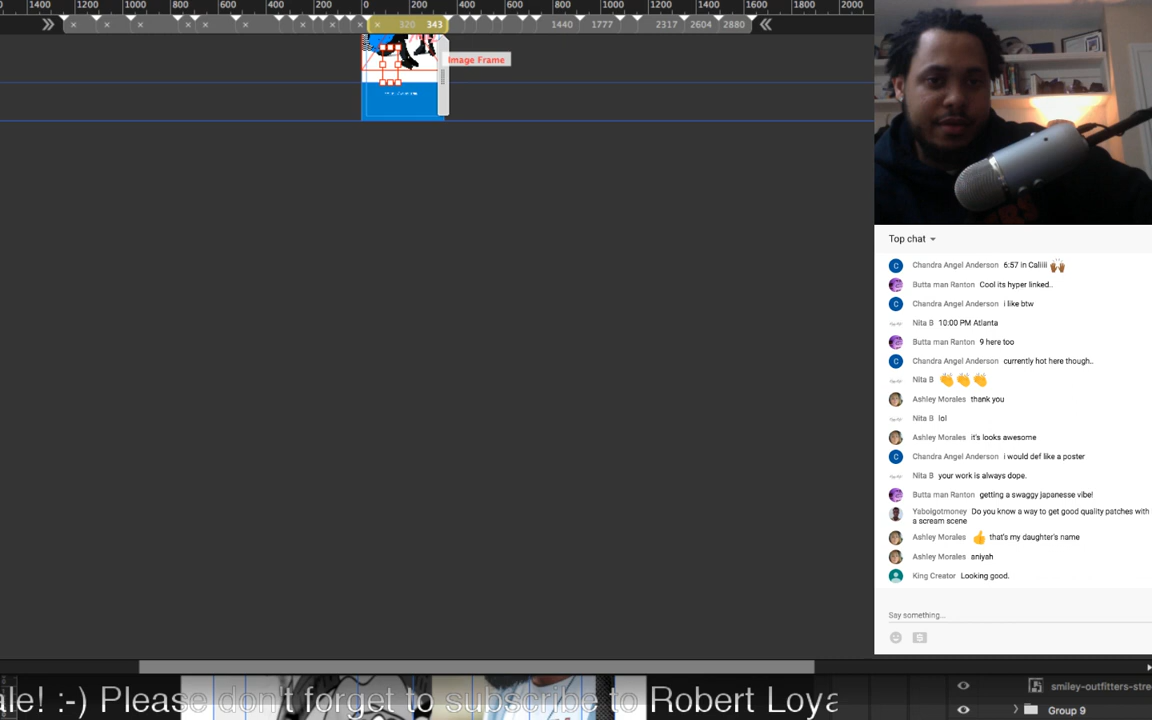 1400 1200 1000 800 600 400 200 0 200 400 600 800 1000 1200 1400 1600 1800 2000
320 343 1440 1777 2317 2604 2880
Image Frame
Top chat
Chandra Angel Anderson 6:57 in Caliiii
Butta man Ranton Cool its hyper linked..
Chandra Angel Anderson i like btw
Nita B 10:00 PM Atlanta
Butta man Ranton 9 here too
Chandra Angel Anderson currently hot here though..
Nita B
Ashley Morales thank you
Nita B lol
Ashley Morales it's looks awesome
Chandra Angel Anderson i would def like a poster
Nita B your work is always dope.
Butta man Ranton getting a swaggy japanesse vibe!
Yaboigotmoney Do you know a way to get good quality patches with
a scream scene
Ashley Morales that's my daughter's name
Ashley Morales aniyah
King Creator Looking good.
Say something...
ale! :-) Please don't forget to subscribe to Robert Loya
smiley-outfitters-stre
Group 9